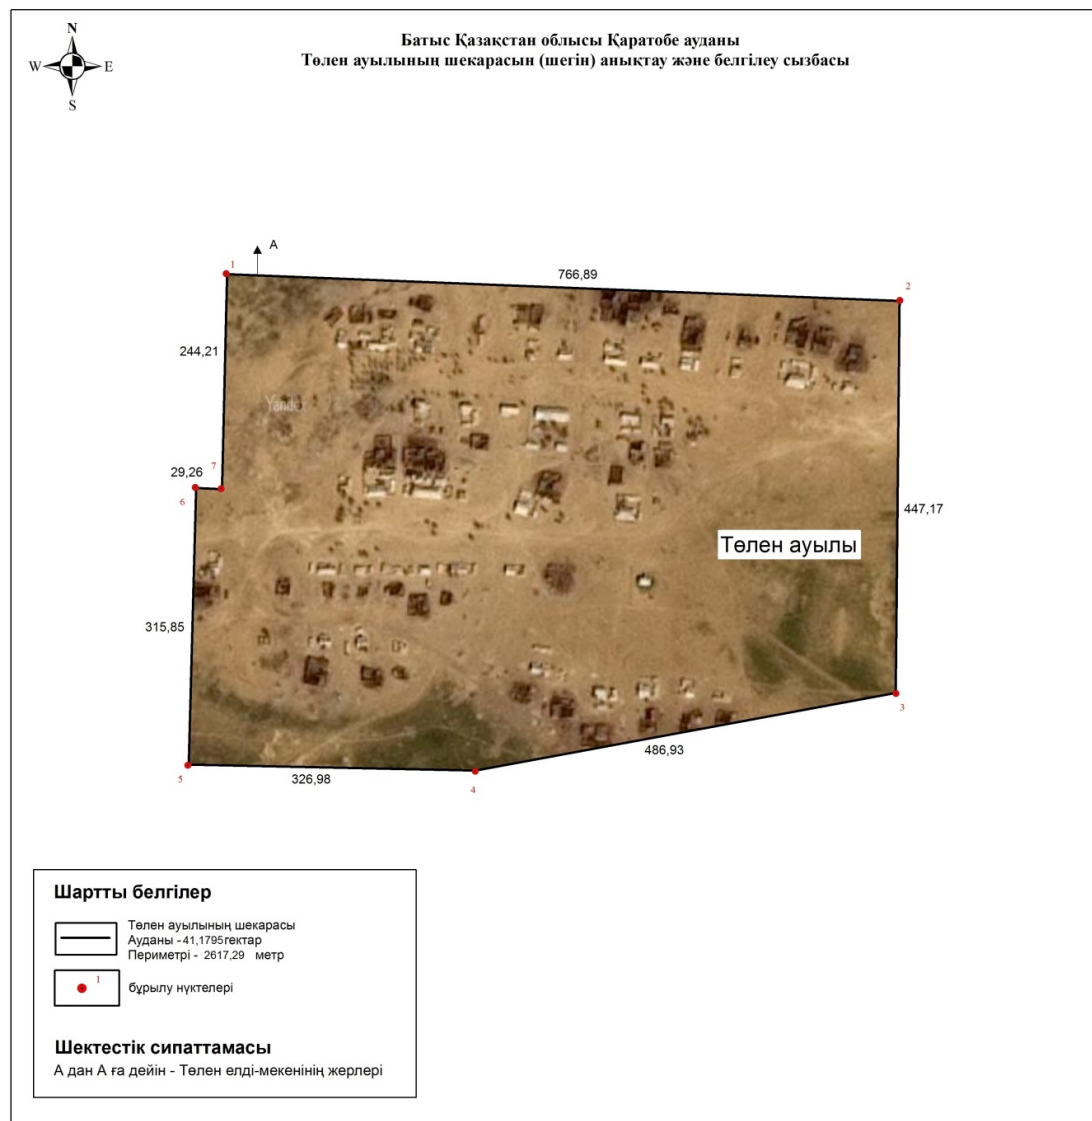 N
W E
S
Батыс Қазақстан облысы Қаратобе ауданы
Төлен ауылының шекарасын (шегін) анықтау және белгілеу сызбасы
A
1
766,89
2
244,21
Yandex
29,26
7
6
447,17
Төлен ауылы
315,85
3
486,93
5
326,98
4
Шартты белгілер
Төлен ауылының шекарасы
Ауданы - 41,1795гектар
Периметрі - 2617,29 метр
1
бұрылу нүктелері
Шектестік сипаттамасы
А дан А ға дейін - Төлен елді-мекенінің жерлері